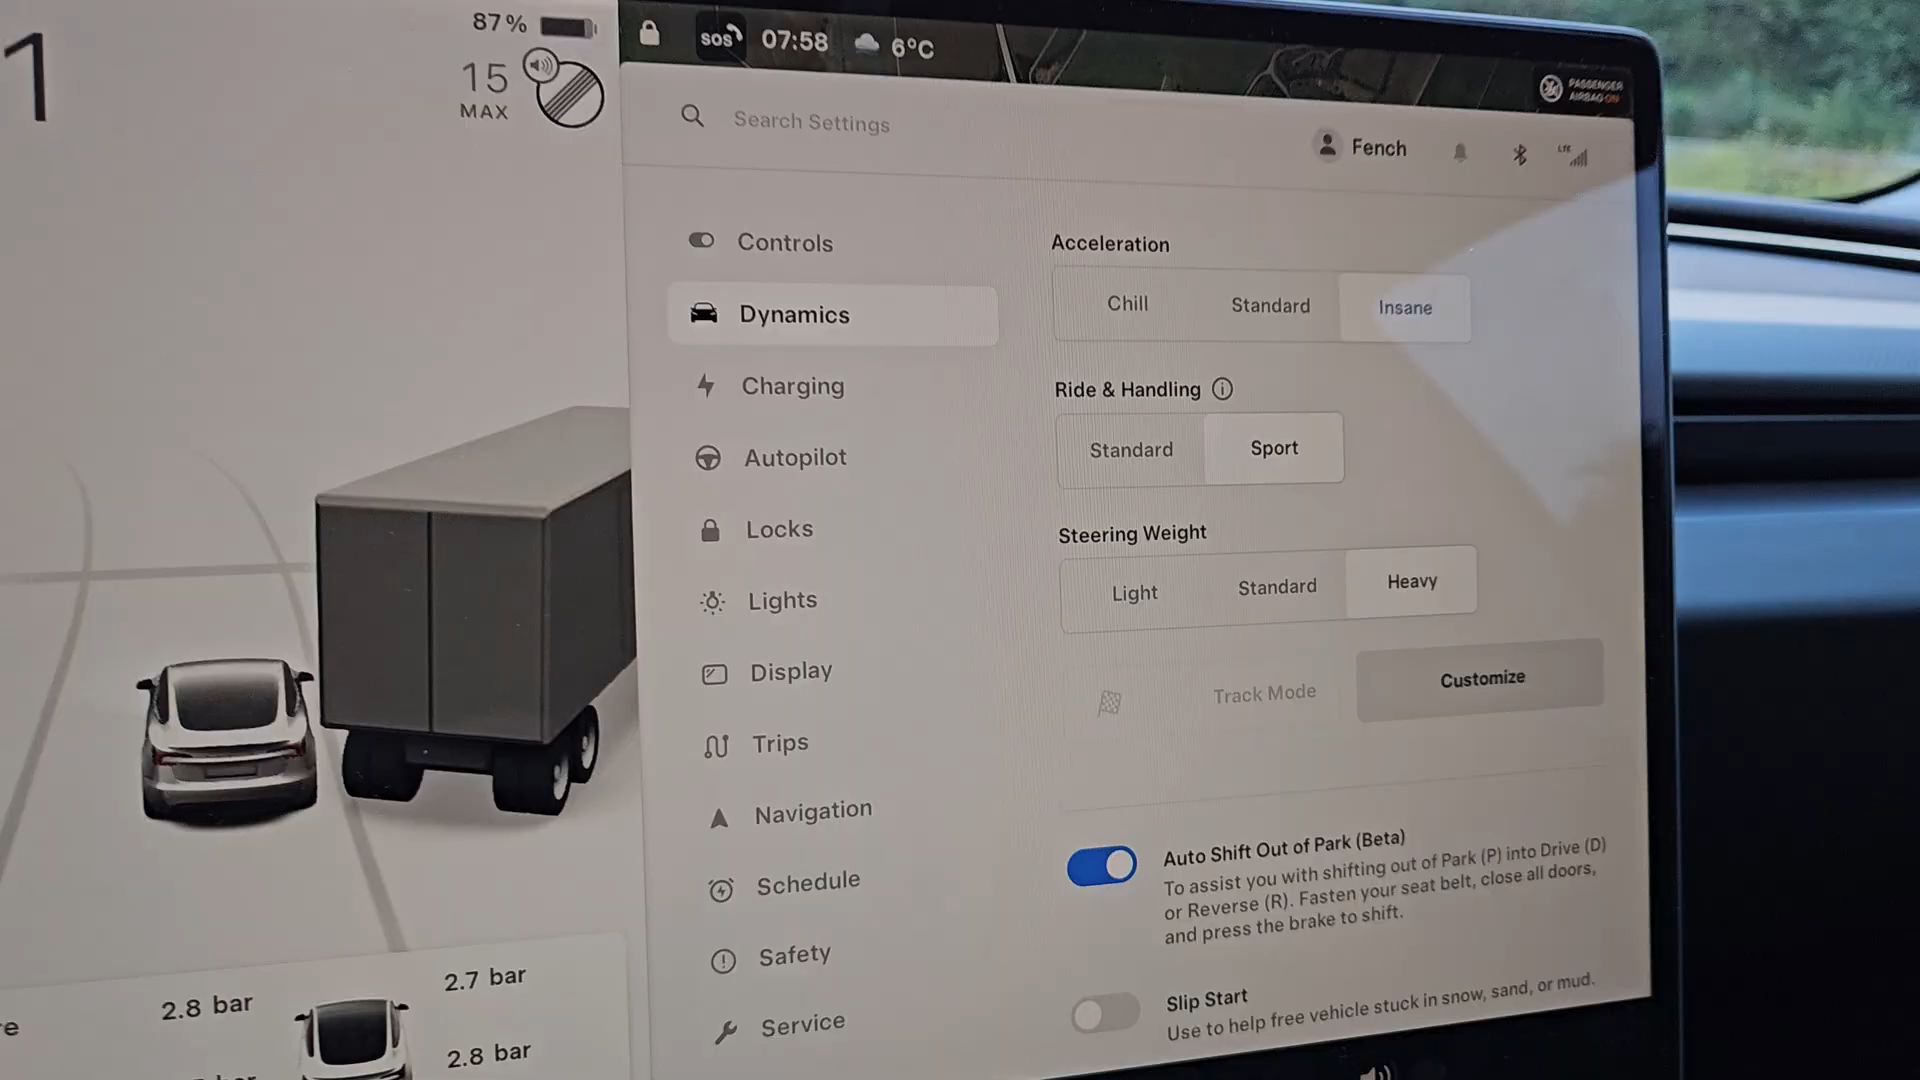 1
87%
15
MAX
SOS
07:58
6°C
PASSENGER
AIRBAG ON
Search Settings
Fench
LTE
Controls
Dynamics
Charging
Autopilot
Locks
Lights
Display
Trips
Navigation
Schedule
Safety
Service
Acceleration
Chill
Standard
Insane
Ride & Handling
Standard
Sport
Steering Weight
Light
Standard
Heavy
Track Mode
Customize
Auto Shift Out of Park (Beta)
To assist you with shifting out of Park (P) into Drive (D)
or Reverse (R). Fasten your seat belt, close all doors,
and press the brake to shift.
Slip Start
Use to help free vehicle stuck in snow, sand, or mud.
2.8 bar
2.7 bar
2.8 bar